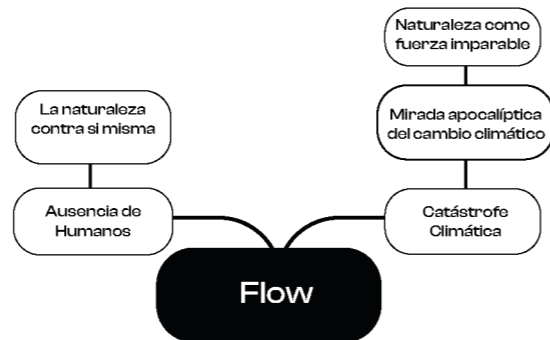 Naturaleza como
fuerza imparable
La naturaleza
contra si misma
Mirada apocalíptica
del cambio climático
Ausencia de
Humanos
Catástrofe
Climática
Flow